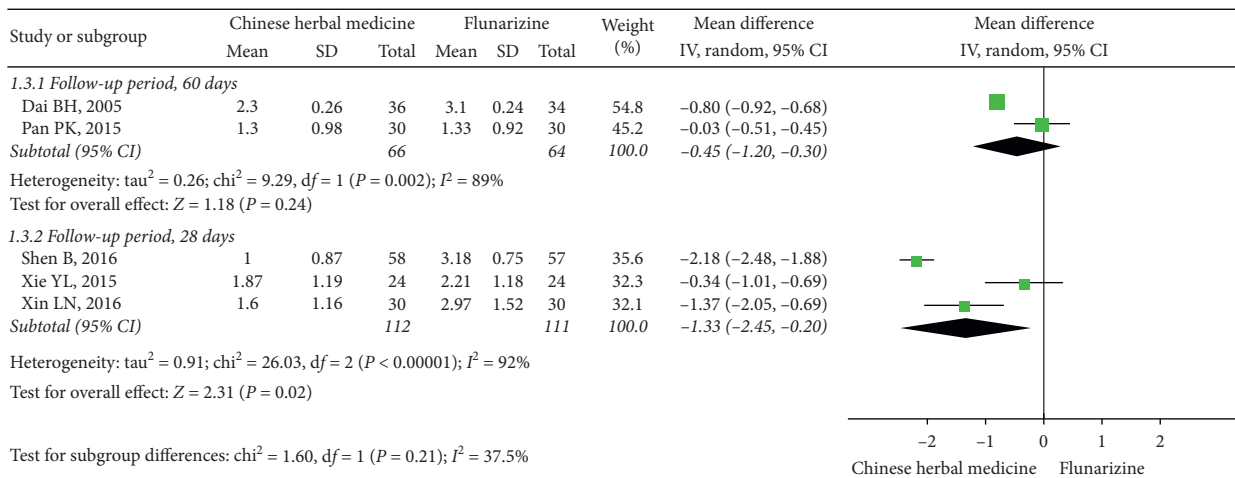 Study or subgroup Chinese herbal medicine Flunarizine Weight (%) Mean difference Mean difference
Mean SD Total Mean SD Total IV, random, 95% CI IV, random, 95% CI
1.3.1 Follow-up period, 60 days
Dai BH, 2005 2.3 0.26 36 3.1 0.24 34 54.8 –0.80 (–0.92, –0.68)
Pan PK, 2015 1.3 0.98 30 1.33 0.92 30 45.2 –0.03 (–0.51, –0.45)
Subtotal (95% CI) 66 64 100.0 –0.45 (–1.20, –0.30)
Heterogeneity: tau² = 0.26; chi² = 9.29, df = 1 (P = 0.002); I² = 89%
Test for overall effect: Z = 1.18 (P = 0.24)
1.3.2 Follow-up period, 28 days
Shen B, 2016 1 0.87 58 3.18 0.75 57 35.6 –2.18 (–2.48, –1.88)
Xie YL, 2015 1.87 1.19 24 2.21 1.18 24 32.3 –0.34 (–1.01, –0.69)
Xin LN, 2016 1.6 1.16 30 2.97 1.52 30 32.1 –1.37 (–2.05, –0.69)
Subtotal (95% CI) 112 111 100.0 –1.33 (–2.45, –0.20)
Heterogeneity: tau² = 0.91; chi² = 26.03, df = 2 (P < 0.00001); I² = 92%
Test for overall effect: Z = 2.31 (P = 0.02)
–2 –1 0 1 2
Test for subgroup differences: chi² = 1.60, df = 1 (P = 0.21); I² = 37.5%
Chinese herbal medicine Flunarizine